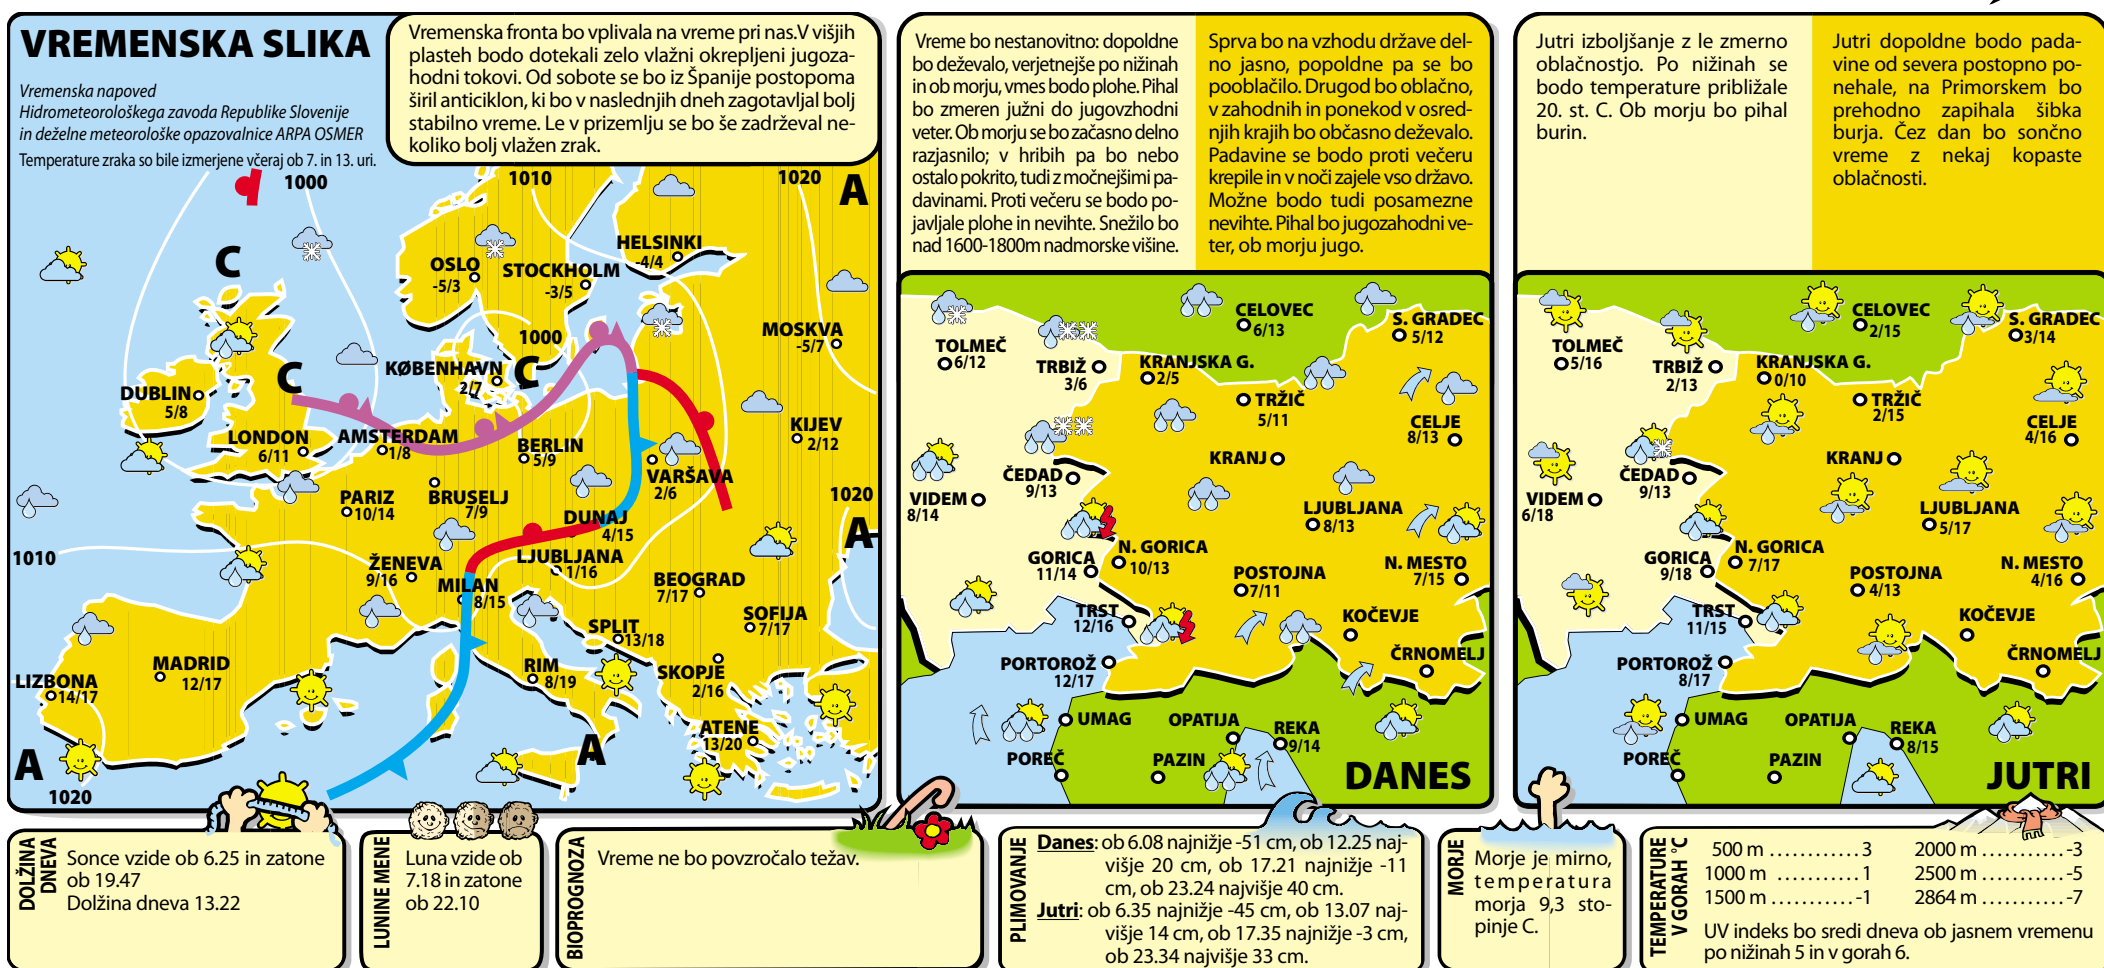 VREMENSKA SLIKA
Vremenska napoved
Hidrometeorološkega zavoda Republike Slovenije
in deželne meteorološke opazovalnice ARPA OSMER
Temperature zraka so bile izmerjene včeraj ob 7. in 13. uri.
Vremenska fronta bo vplivala na vreme pri nas.V višjih
plasteh bodo dotekali zelo vlažni okrepljeni jugoza-
hodni tokovi. Od sobote se bo iz Španije postopoma
širil anticiklon, ki bo v naslednjih dneh zagotavljal bolj
stabilno vreme. Le v prizemlju se bo še zadrževal ne-
koliko bolj vlažen zrak.
1000
1010
1020
A
C
HELSINKI
-4/4
OSLO
-5/3
STOCKHOLM
-3/5
MOSKVA
-5/7
1000
C
C
KØBENHAVN
2/7
DUBLIN
5/8
LONDON
6/11
AMSTERDAM
1/8
BERLIN
5/9
KIJEV
2/12
VARŠAVA
2/6
PARIZ
10/14
BRUSELJ
7/9
1020
A
DUNAJ
4/15
1010
ŽENEVA
9/16
LJUBLJANA
1/16
MILAN
8/15
BEOGRAD
7/17
SOFIJA
7/17
SPLIT
13/18
MADRID
12/17
RIM
8/19
SKOPJE
2/16
LIZBONA
14/17
ATENE
13/20
A
A
1020
Vreme bo nestanovitno: dopoldne
bo deževalo, verjetnejše po nižinah
in ob morju, vmes bodo plohe. Pihal
bo zmeren južni do jugovzhodni
veter. Ob morju se bo začasno delno
razjasnilo; v hribih pa bo nebo
ostalo pokrito, tudi z močnejšimi pa-
davinami. Proti večeru se bodo po-
javljale plohe in nevihte. Snežilo bo
nad 1600-1800m nadmorske višine.
Sprva bo na vzhodu države del-
no jasno, popoldne pa se bo
pooblačilo. Drugod bo oblačno,
v zahodnih in ponekod v osred-
njih krajih bo občasno deževalo.
Padavine se bodo proti večeru
krepile in v noči zajele vso državo.
Možne bodo tudi posamezne
nevihte. Pihal bo jugozahodni ve-
ter, ob morju jugo.
CELOVEC
6/13
S. GRADEC
5/12
TOLMEČ
6/12
TRBIŽ
3/6
KRANJSKA G.
2/5
TRŽIČ
5/11
CELJE
8/13
KRANJ
ČEDAD
9/13
VIDEM
8/14
LJUBLJANA
8/13
GORICA
11/14
N. GORICA
10/13
N. MESTO
7/15
POSTOJNA
7/11
TRST
12/16
KOČEVJE
ČRNOMELJ
PORTOROŽ
12/17
UMAG
OPATIJA
REKA
9/14
POREČ
PAZIN
DANES
Jutri izboljšanje z le zmerno
oblačnostjo. Po nižinah se
bodo temperature približale
20. st. C. Ob morju bo pihal
burin.
Jutri dopoldne bodo pada-
vine od severa postopno po-
nehale, na Primorskem bo
prehodno zapihala šibka
burja. Čez dan bo sončno
vreme z nekaj kopaste
oblačnosti.
CELOVEC
2/15
S. GRADEC
3/14
TOLMEČ
5/16
TRBIŽ
2/13
KRANJSKA G.
0/10
TRŽIČ
2/15
CELJE
4/16
KRANJ
ČEDAD
9/13
VIDEM
6/18
LJUBLJANA
5/17
GORICA
9/18
N. GORICA
7/17
N. MESTO
4/16
POSTOJNA
4/13
TRST
11/15
KOČEVJE
ČRNOMELJ
PORTOROŽ
8/17
UMAG
OPATIJA
REKA
8/15
POREČ
PAZIN
JUTRI
DOLŽINA
DNEVA
Sonce vzide ob 6.25 in zatone
ob 19.47
Dolžina dneva 13.22
LUNINE MENE
Luna vzide ob
7.18 in zatone
ob 22.10
BIOPROGNOZA
Vreme ne bo povzročalo težav.
PLIMOVANJE
Danes: ob 6.08 najnižje -51 cm, ob 12.25 naj-
višje 20 cm, ob 17.21 najnižje -11
cm, ob 23.24 najvišje 40 cm.
Jutri: ob 6.35 najnižje -45 cm, ob 13.07 naj-
višje 14 cm, ob 17.35 najnižje -3 cm,
ob 23.34 najvišje 33 cm.
MORJE
Morje je mirno,
temperatura
morja 9,3 sto-
pinje C.
TEMPERATURE
V GORAH °C
500 m ............ 3
1000 m ........... 1
1500 m ........... -1
2000 m ........... -3
2500 m ........... -5
2864 m ........... -7
UV indeks bo sredi dneva ob jasnem vremenu
po nižinah 5 in v gorah 6.